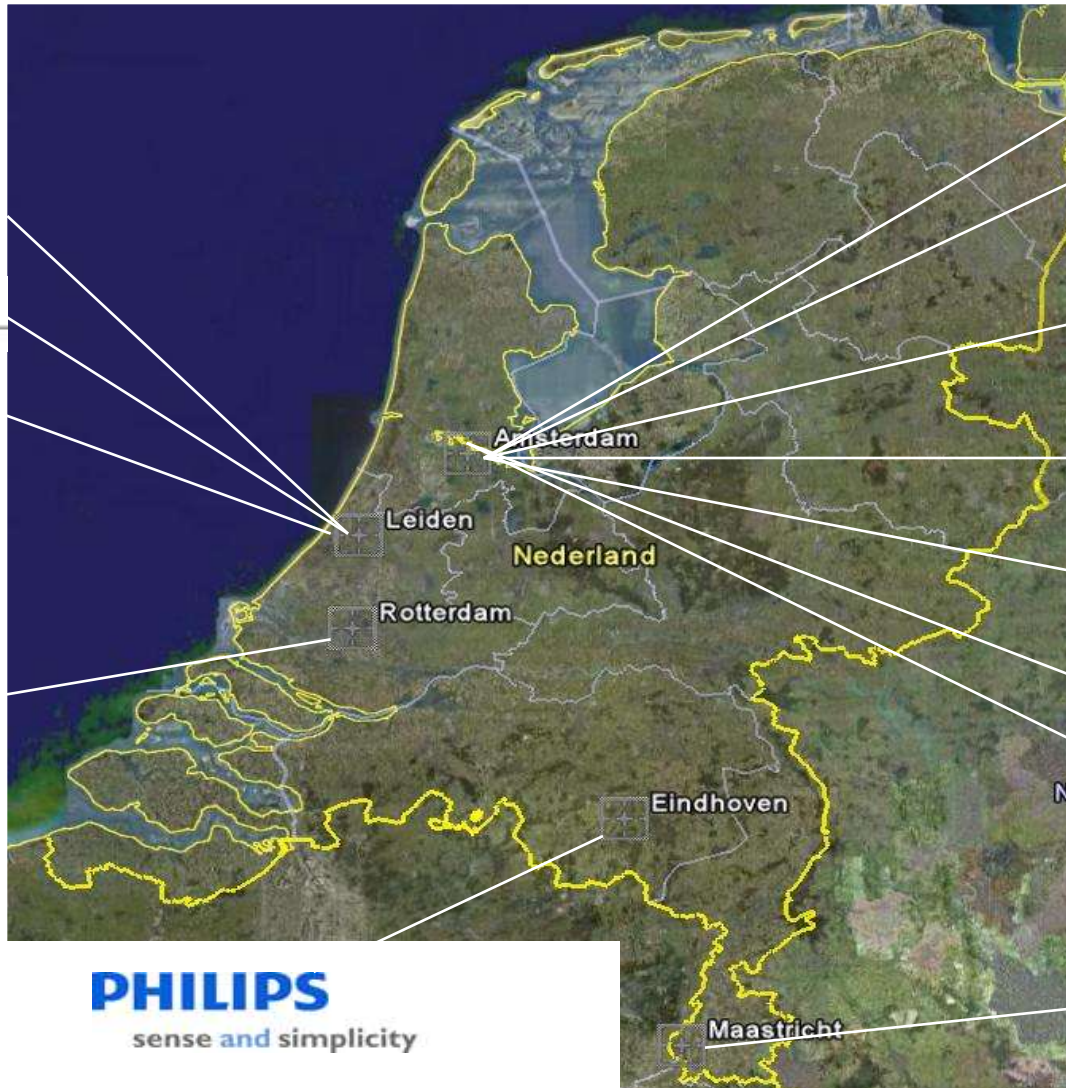 Amsterdam
Leiden
Nederland
Rotterdam
Eindhoven
N
Maastricht
PHILIPS
sense and simplicity